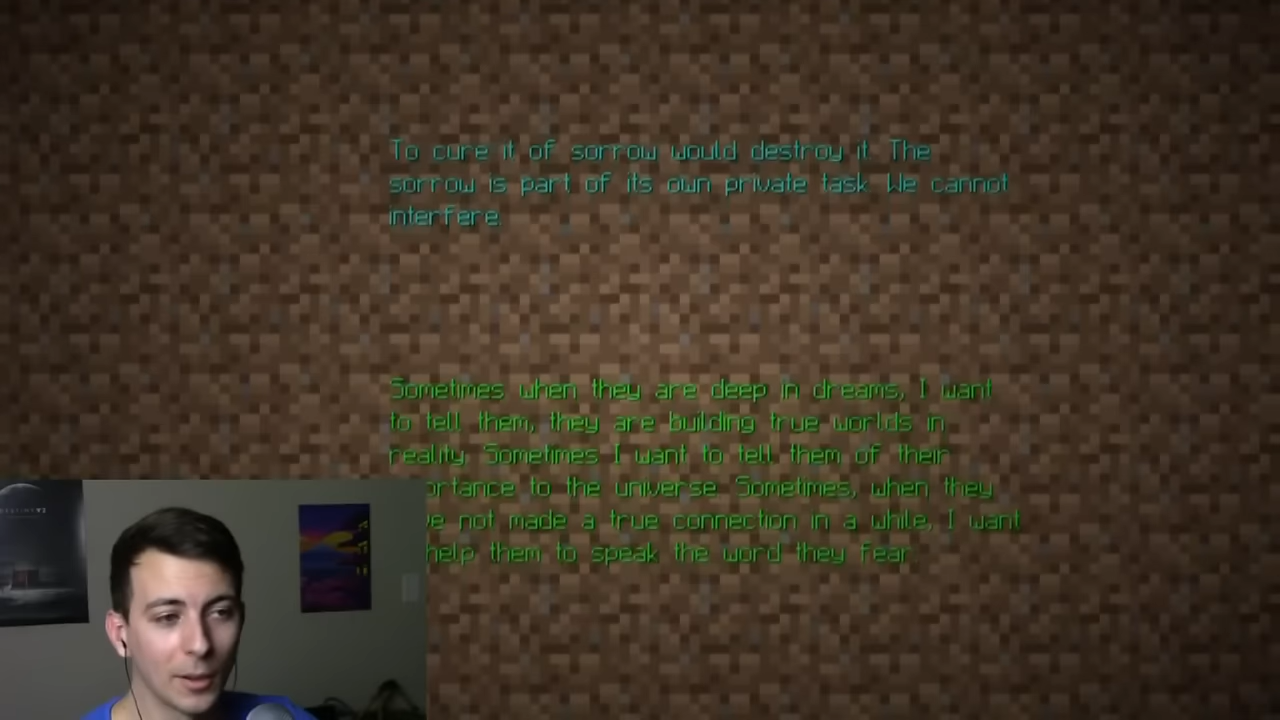 To cure it of sorrow would destroy it. The
sorrow is part of its own private task. We cannot
interfere.
Sometimes when they are deep in dreams, I want
to tell them, they are building true worlds in
reality. Sometimes I want to tell them of their
ortance to the universe. Sometimes, when they
e not made a true connection in a while, I want
help them to speak the word they fear.
DESTINY 2